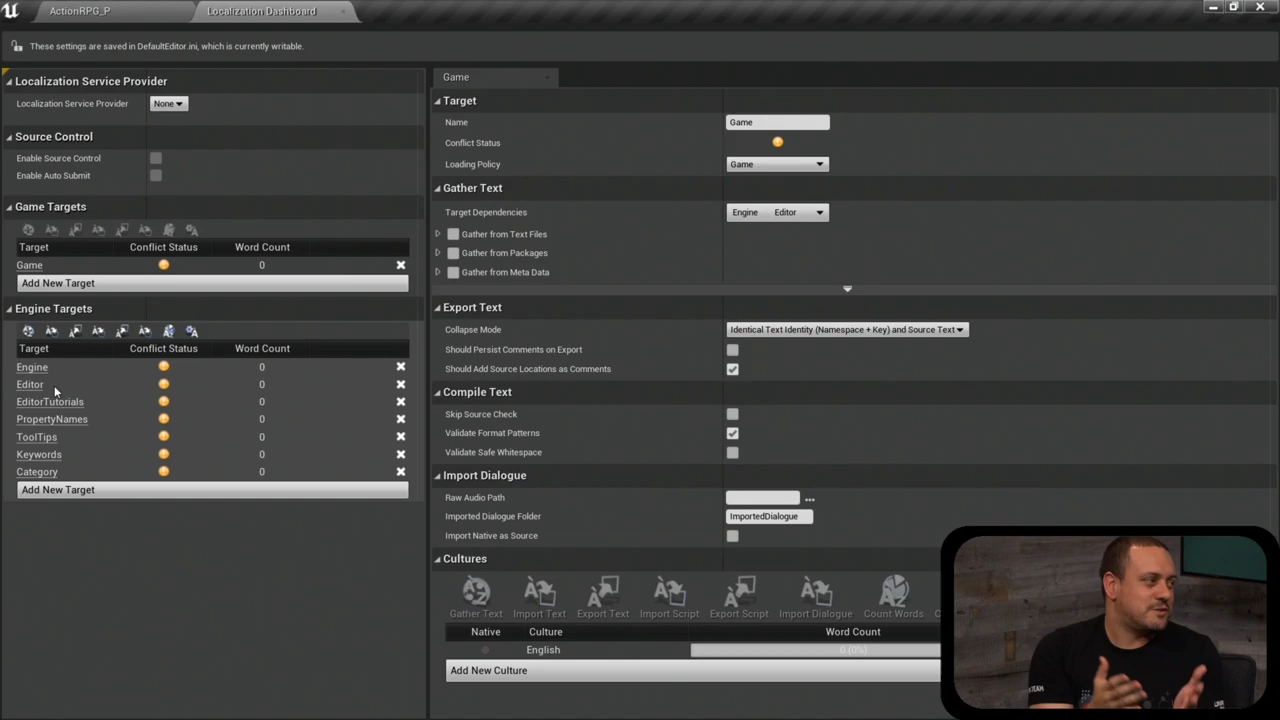 ActionRPG_P
Localization Dashboard
These settings are saved in DefaultEditor.ini, which is currently writable.
Localization Service Provider
Localization Service Provider None
Source Control
Enable Source Control
Enable Auto Submit
Game Targets
Target Conflict Status Word Count
Game 0
Add New Target
Engine Targets
Target Conflict Status Word Count
Engine 0
Editor 0
EditorTutorials 0
PropertyNames 0
ToolTips 0
Keywords 0
Category 0
Add New Target
Game
Target
Name Game
Conflict Status
Loading Policy Game
Gather Text
Target Dependencies Engine Editor
Gather from Text Files
Gather from Packages
Gather from Meta Data
Export Text
Collapse Mode Identical Text Identity (Namespace + Key) and Source Text
Should Persist Comments on Export
Should Add Source Locations as Comments
Compile Text
Skip Source Check
Validate Format Patterns
Validate Safe Whitespace
Import Dialogue
Raw Audio Path ...
Imported Dialogue Folder ImportedDialogue
Import Native as Source
Cultures
Gather Text Import Text Export Text Import Script Export Script Import Dialogue Count Words
Native Culture Word Count
English 0 (0%)
Add New Culture